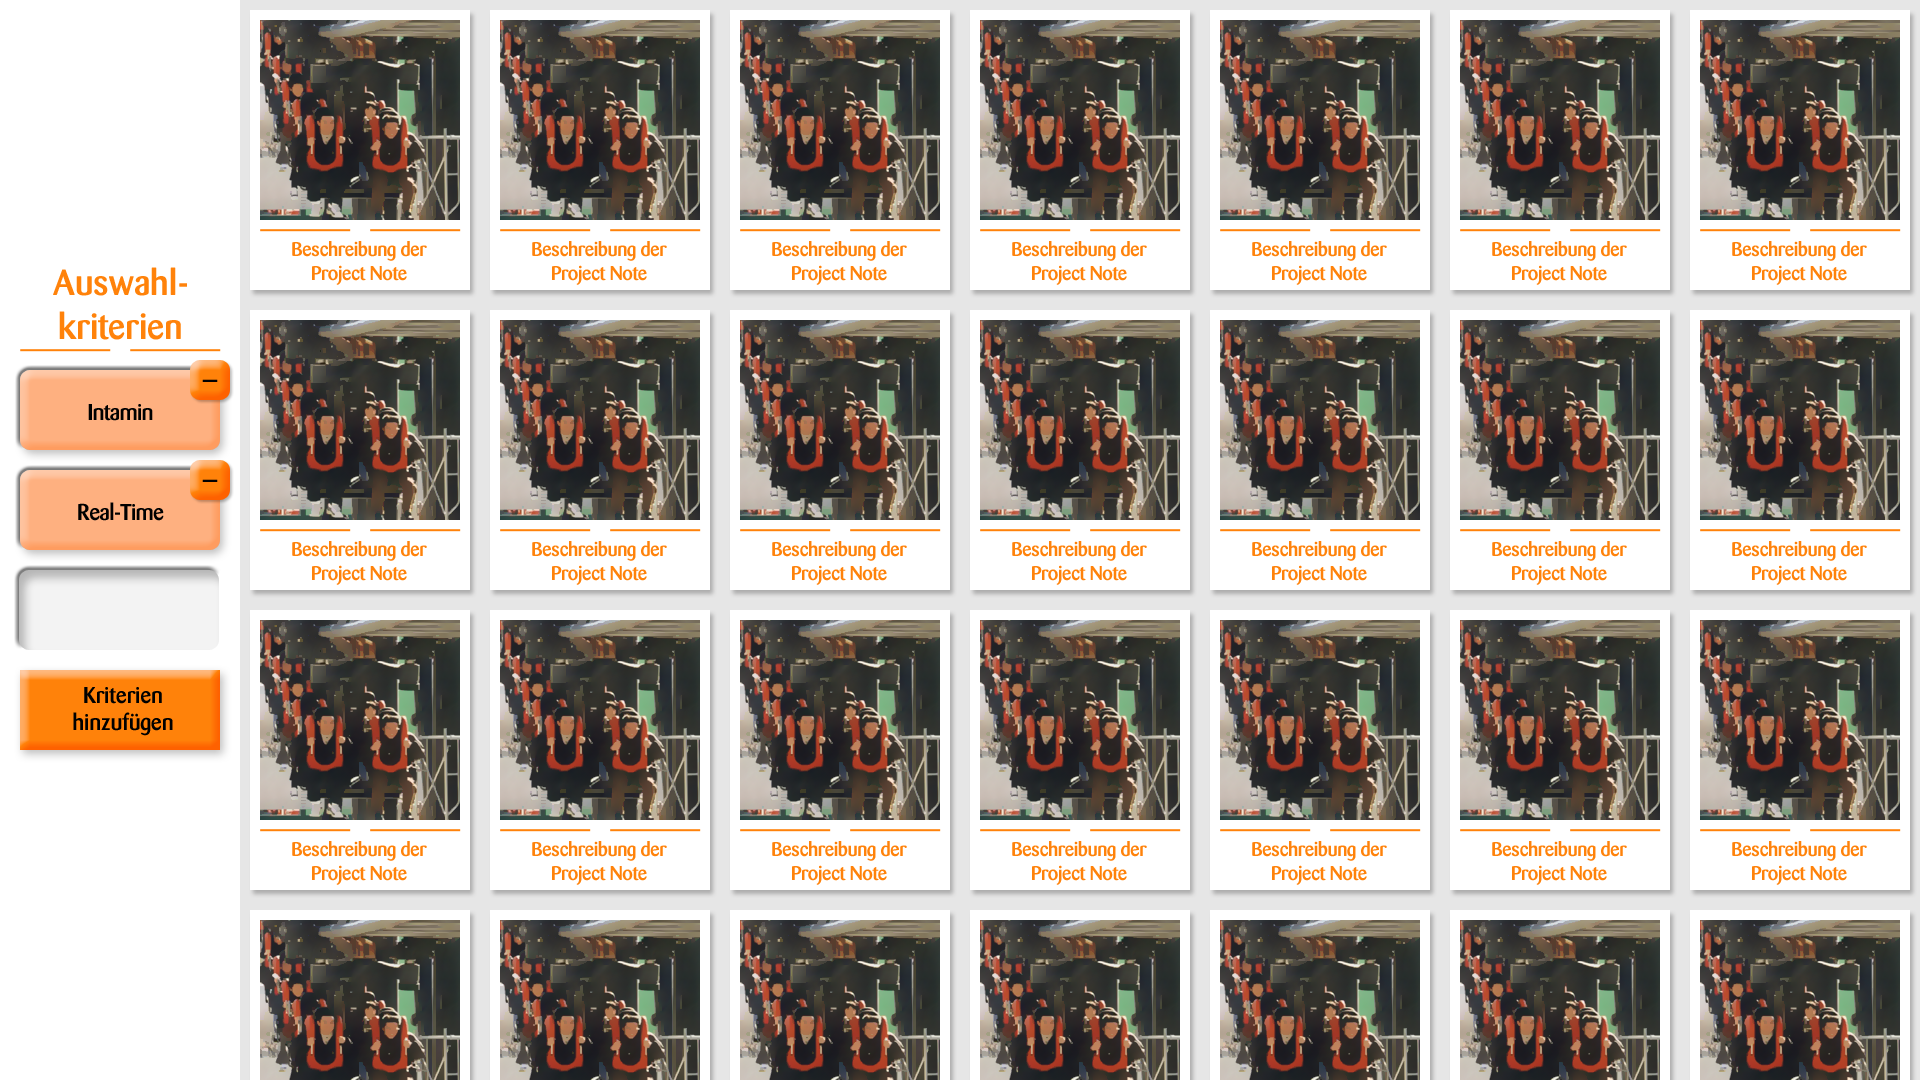 Auswahl-
kriterien
–
Intamin
–
Real-Time
Kriterien
hinzufügen
Beschreibung der
Project Note
Beschreibung der
Project Note
Beschreibung der
Project Note
Beschreibung der
Project Note
Beschreibung der
Project Note
Beschreibung der
Project Note
Beschreibung der
Project Note
Beschreibung der
Project Note
Beschreibung der
Project Note
Beschreibung der
Project Note
Beschreibung der
Project Note
Beschreibung der
Project Note
Beschreibung der
Project Note
Beschreibung der
Project Note
Beschreibung der
Project Note
Beschreibung der
Project Note
Beschreibung der
Project Note
Beschreibung der
Project Note
Beschreibung der
Project Note
Beschreibung der
Project Note
Beschreibung der
Project Note